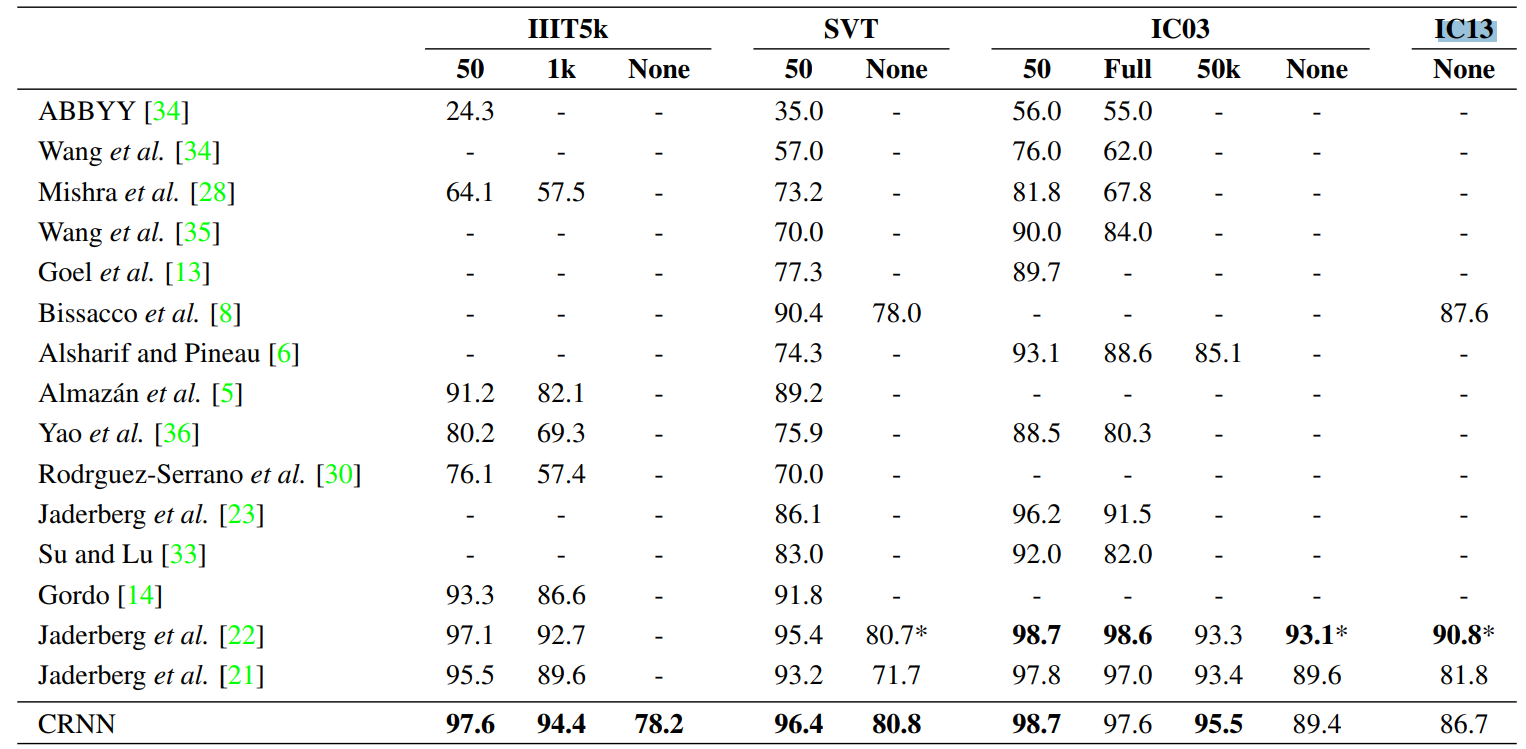 IIIT5k SVT IC03 IC13
50 1k None 50 None 50 Full 50k None None
ABBYY [34] 24.3 - - 35.0 - 56.0 55.0 - - -
Wang et al. [34] - - - 57.0 - 76.0 62.0 - - -
Mishra et al. [28] 64.1 57.5 - 73.2 - 81.8 67.8 - - -
Wang et al. [35] - - - 70.0 - 90.0 84.0 - - -
Goel et al. [13] - - - 77.3 - 89.7 - - - -
Bissacco et al. [8] - - - 90.4 78.0 - - - - 87.6
Alsharif and Pineau [6] - - - 74.3 - 93.1 88.6 85.1 - -
Almazán et al. [5] 91.2 82.1 - 89.2 - - - - - -
Yao et al. [36] 80.2 69.3 - 75.9 - 88.5 80.3 - - -
Rodrguez-Serrano et al. [30] 76.1 57.4 - 70.0 - - - - - -
Jaderberg et al. [23] - - - 86.1 - 96.2 91.5 - - -
Su and Lu [33] - - - 83.0 - 92.0 82.0 - - -
Gordo [14] 93.3 86.6 - 91.8 - - - - - -
Jaderberg et al. [22] 97.1 92.7 - 95.4 80.7* 98.7 98.6 93.3 93.1* 90.8*
Jaderberg et al. [21] 95.5 89.6 - 93.2 71.7 97.8 97.0 93.4 89.6 81.8
CRNN 97.6 94.4 78.2 96.4 80.8 98.7 97.6 95.5 89.4 86.7